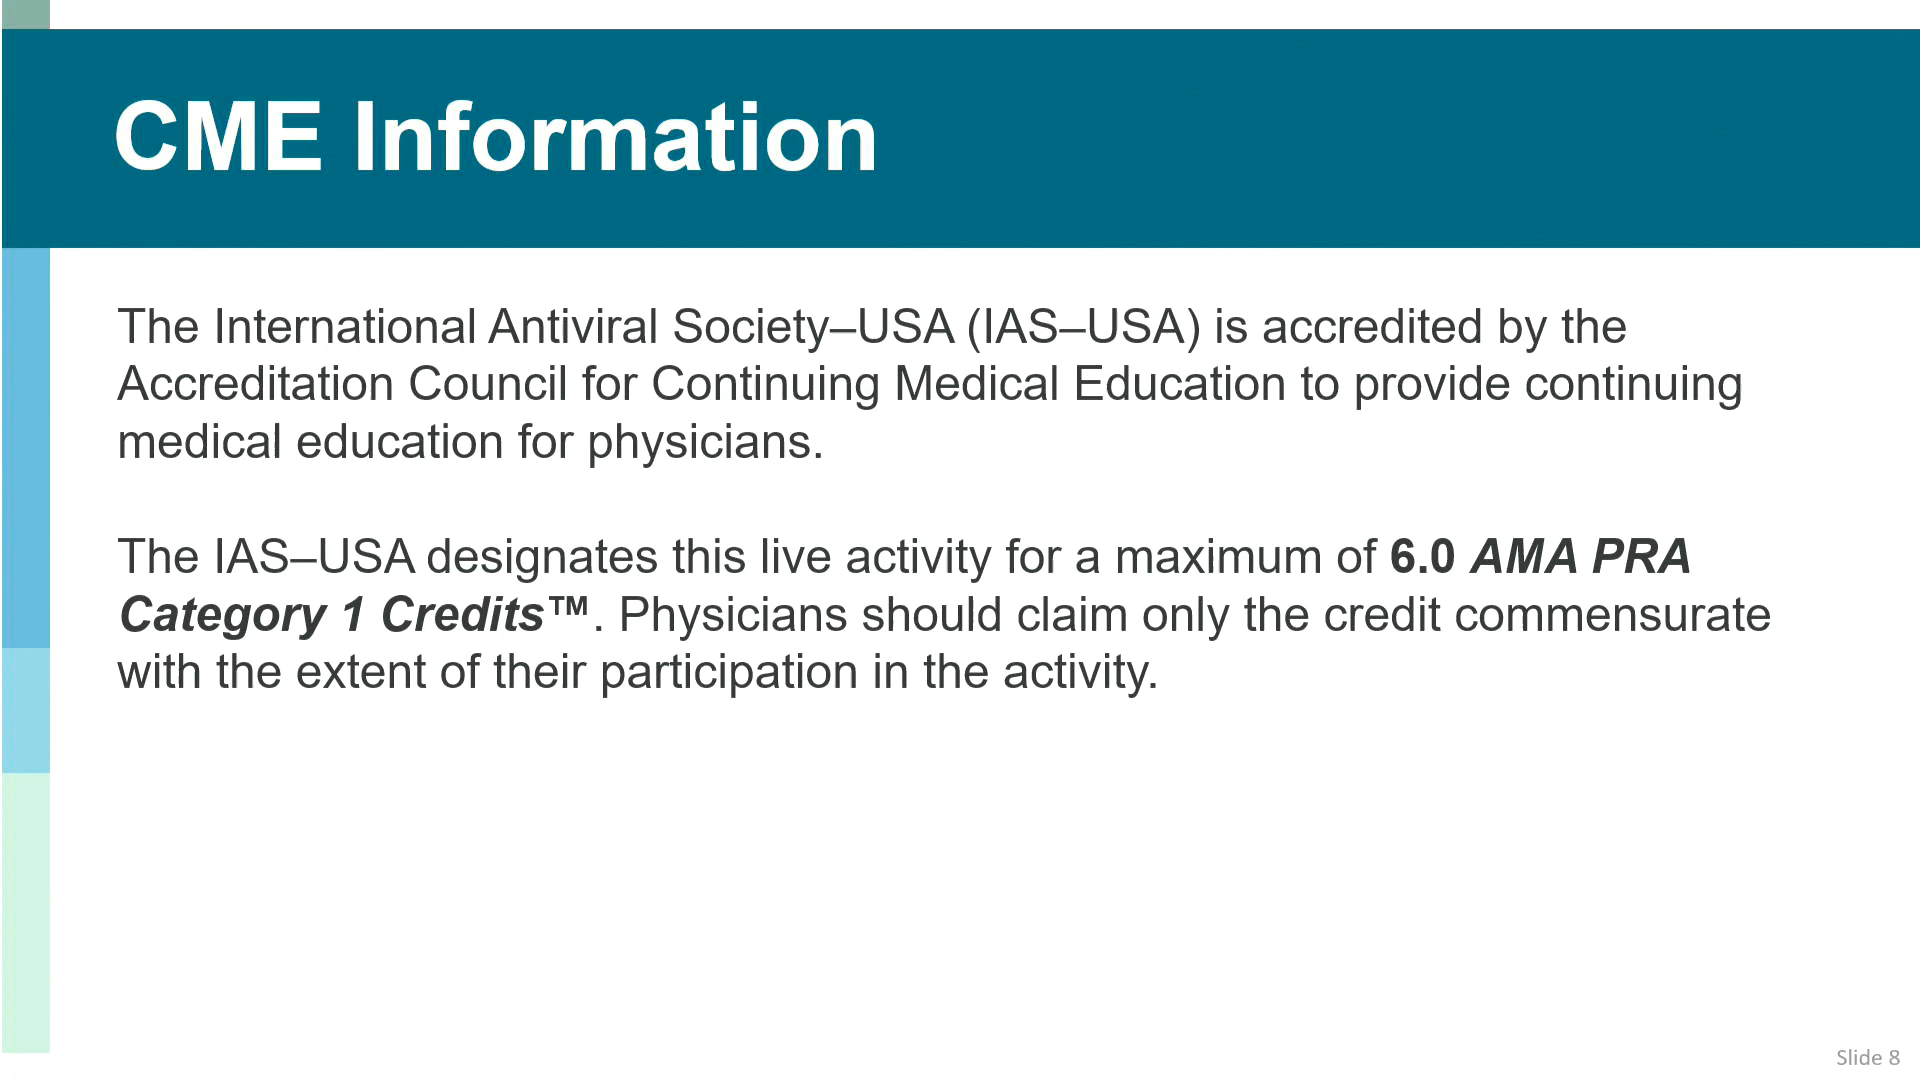 CME Information
The International Antiviral Society–USA (IAS–USA) is accredited by the
Accreditation Council for Continuing Medical Education to provide continuing
medical education for physicians.
The IAS–USA designates this live activity for a maximum of 6.0 AMA PRA
Category 1 Credits™. Physicians should claim only the credit commensurate
with the extent of their participation in the activity.
Slide 8